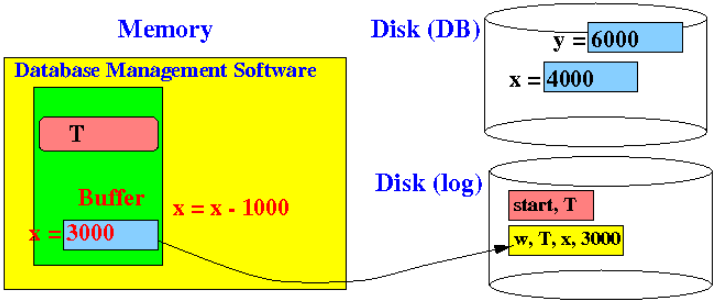 Memory
Database Management Software
T
Buffer
x = 3000
x = x - 1000
Disk (DB)
y = 6000
x = 4000
Disk (log)
start, T
w, T, x, 3000